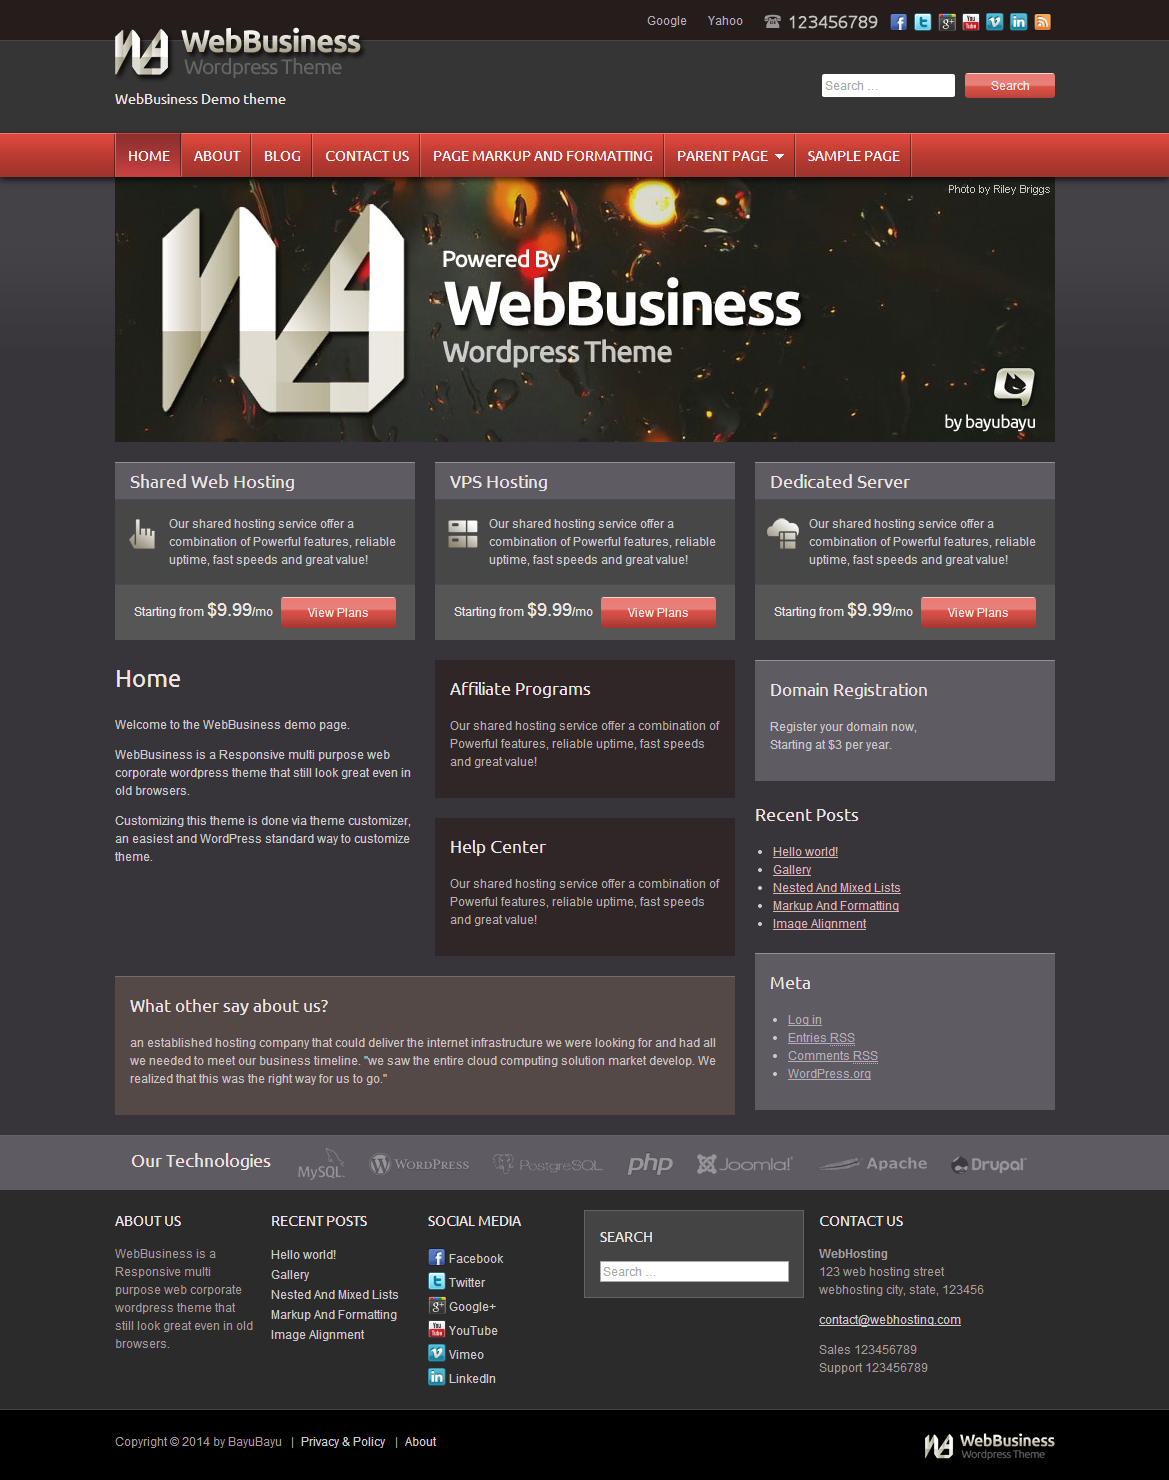 Google Yahoo 123456789
WebBusiness
Wordpress Theme
WebBusiness Demo theme
Search ... Search
HOME ABOUT BLOG CONTACT US PAGE MARKUP AND FORMATTING PARENT PAGE SAMPLE PAGE
Photo by Riley Briggs
Powered By
WebBusiness
Wordpress Theme
by bayubayu
Shared Web Hosting
Our shared hosting service offer a
combination of Powerful features, reliable
uptime, fast speeds and great value!
Starting from $9.99/mo View Plans
VPS Hosting
Our shared hosting service offer a
combination of Powerful features, reliable
uptime, fast speeds and great value!
Starting from $9.99/mo View Plans
Dedicated Server
Our shared hosting service offer a
combination of Powerful features, reliable
uptime, fast speeds and great value!
Starting from $9.99/mo View Plans
Home
Welcome to the WebBusiness demo page.
WebBusiness is a Responsive multi purpose web
corporate wordpress theme that still look great even in
old browsers.
Customizing this theme is done via theme customizer,
an easiest and WordPress standard way to customize
theme.
Affiliate Programs
Our shared hosting service offer a combination of
Powerful features, reliable uptime, fast speeds
and great value!
Help Center
Our shared hosting service offer a combination of
Powerful features, reliable uptime, fast speeds
and great value!
Domain Registration
Register your domain now,
Starting at $3 per year.
Recent Posts
Hello world!
Gallery
Nested And Mixed Lists
Markup And Formatting
Image Alignment
What other say about us?
an established hosting company that could deliver the internet infrastructure we were looking for and had all
we needed to meet our business timeline. "we saw the entire cloud computing solution market develop. We
realized that this was the right way for us to go."
Meta
Log in
Entries RSS
Comments RSS
WordPress.org
Our Technologies MySQL WORDPRESS PostgreSQL php Joomla! Apache Drupal
ABOUT US
WebBusiness is a
Responsive multi
purpose web corporate
wordpress theme that
still look great even in old
browsers.
RECENT POSTS
Hello world!
Gallery
Nested And Mixed Lists
Markup And Formatting
Image Alignment
SOCIAL MEDIA
Facebook
Twitter
Google+
YouTube
Vimeo
LinkedIn
SEARCH
Search ...
CONTACT US
WebHosting
123 web hosting street
webhosting city, state, 123456
contact@webhosting.com
Sales 123456789
Support 123456789
Copyright © 2014 by BayuBayu | Privacy & Policy | About
WebBusiness
Wordpress Theme